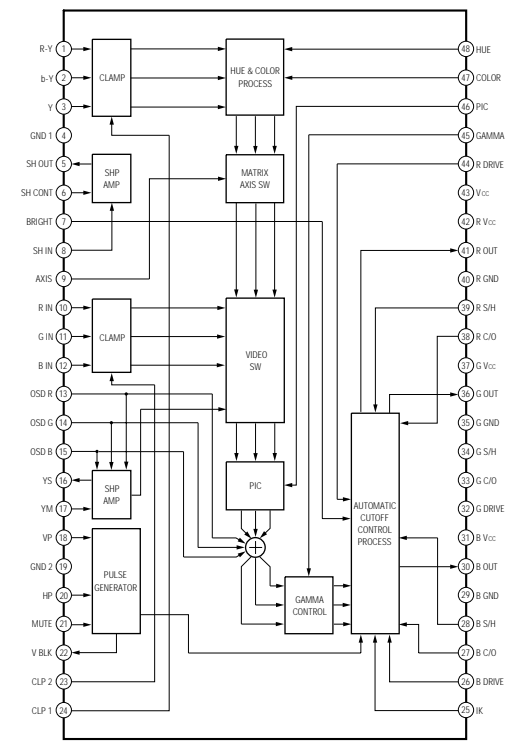 R-Y 1
b-Y 2
Y 3
GND 1 4
SH OUT 5
SH CONT 6
BRIGHT 7
SH IN 8
AXIS 9
R IN 10
G IN 11
B IN 12
OSD R 13
OSD G 14
OSD B 15
YS 16
YM 17
VP 18
GND 2 19
HP 20
MUTE 21
V BLK 22
CLP 2 23
CLP 1 24
CLAMP
SHP
AMP
CLAMP
SHP
AMP
PULSE
GENERATOR
HUE & COLOR
PROCESS
MATRIX
AXIS SW
VIDEO
SW
PIC
GAMMA
CONTROL
AUTOMATIC
CUTOFF
CONTROL
PROCESS
48 HUE
47 COLOR
46 PIC
45 GAMMA
44 R DRIVE
43 VCC
42 R VCC
41 R OUT
40 R GND
39 R S/H
38 R C/O
37 G VCC
36 G OUT
35 G GND
34 G S/H
33 G C/O
32 G DRIVE
31 B VCC
30 B OUT
29 B GND
28 B S/H
27 B C/O
26 B DRIVE
25 IK